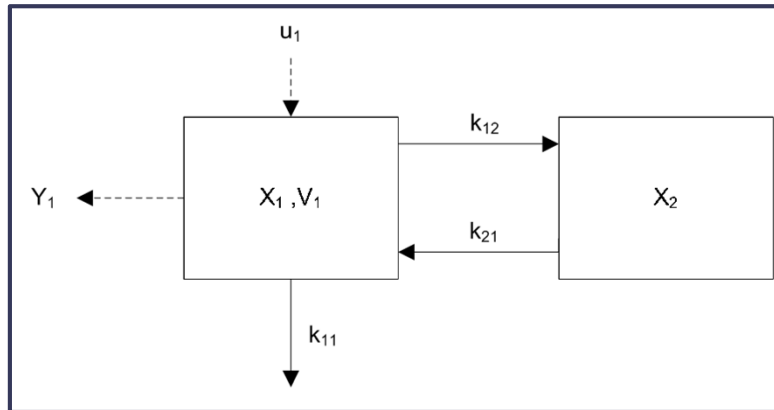 u₁
k₁₂
Y₁
X₁ ,V₁
X₂
k₂₁
k₁₁